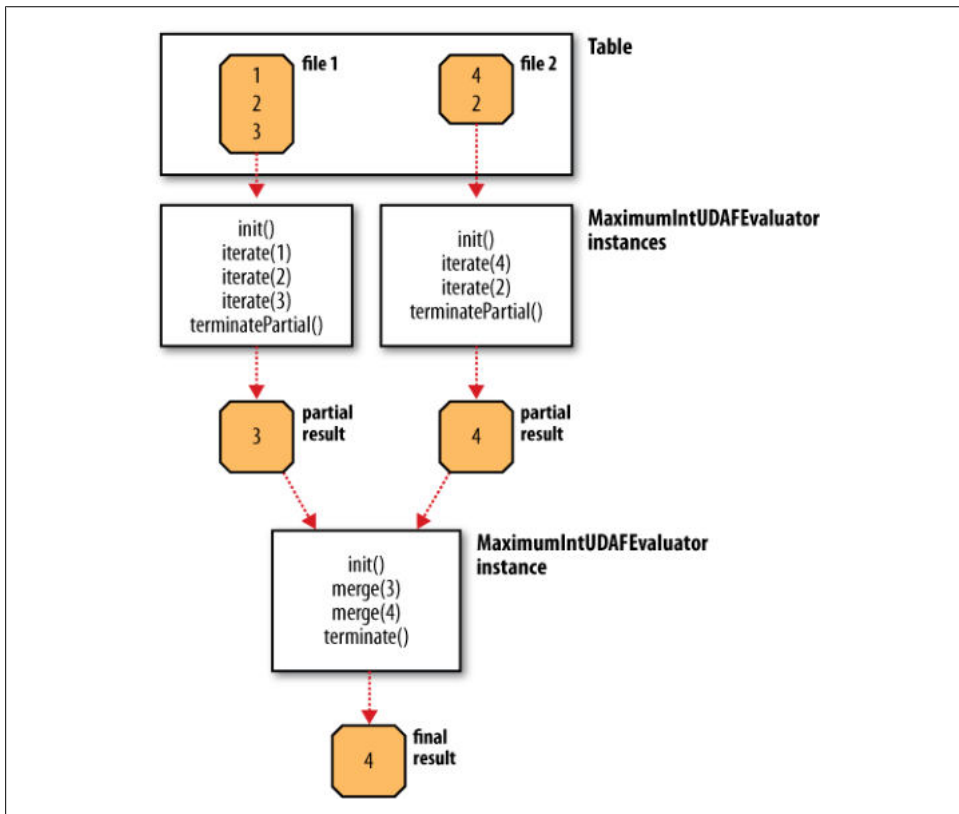 Table
file 1
1
2
3
file 2
4
2
MaximumIntUDAFEvaluator
instances
init()
iterate(1)
iterate(2)
iterate(3)
terminatePartial()
init()
iterate(4)
iterate(2)
terminatePartial()
3
partial
result
4
partial
result
MaximumIntUDAFEvaluator
instance
init()
merge(3)
merge(4)
terminate()
4
final
result